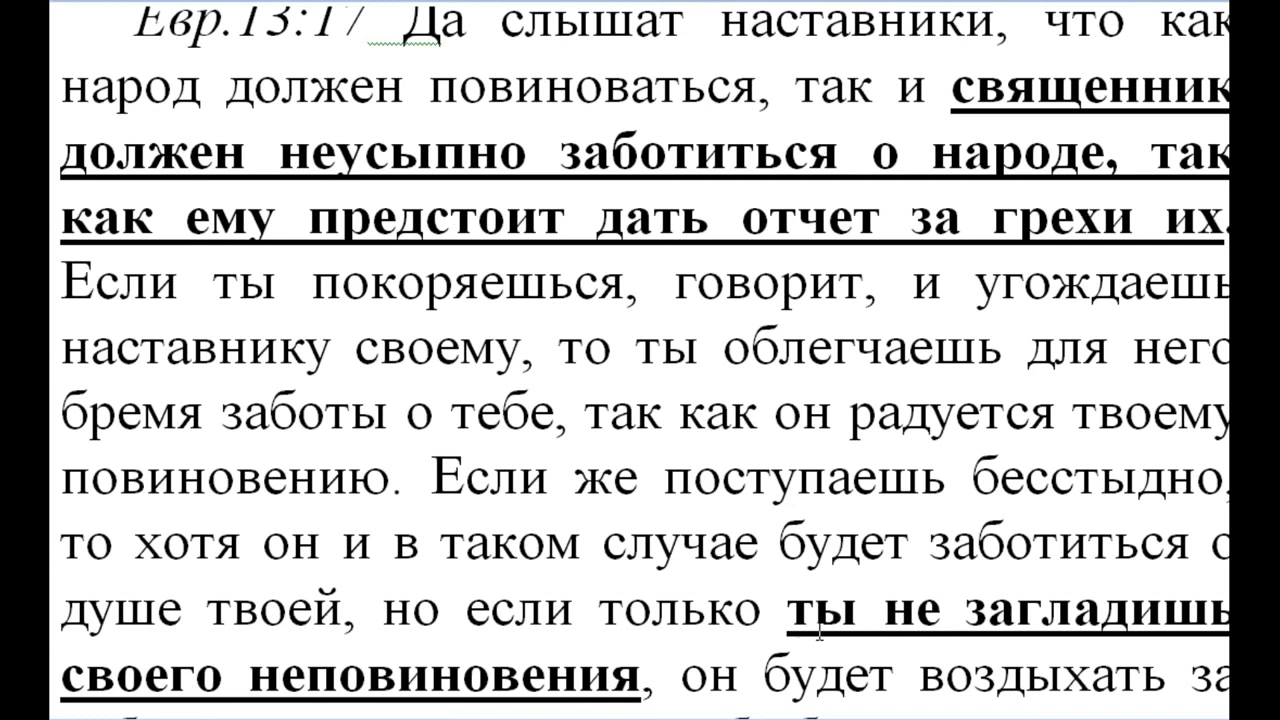 Евр.13:17 Да слышат наставники, что как
народ должен повиноваться, так и священник
должен неусыпно заботиться о народе, так
как ему предстоит дать отчет за грехи их.
Если ты покоряешься, говорит, и угождаешь
наставнику своему, то ты облегчаешь для него
бремя заботы о тебе, так как он радуется твоему
повиновению. Если же поступаешь бесстыдно,
то хотя он и в таком случае будет заботиться о
душе твоей, но если только ты не загладишь
своего неповиновения, он будет воздыхать за